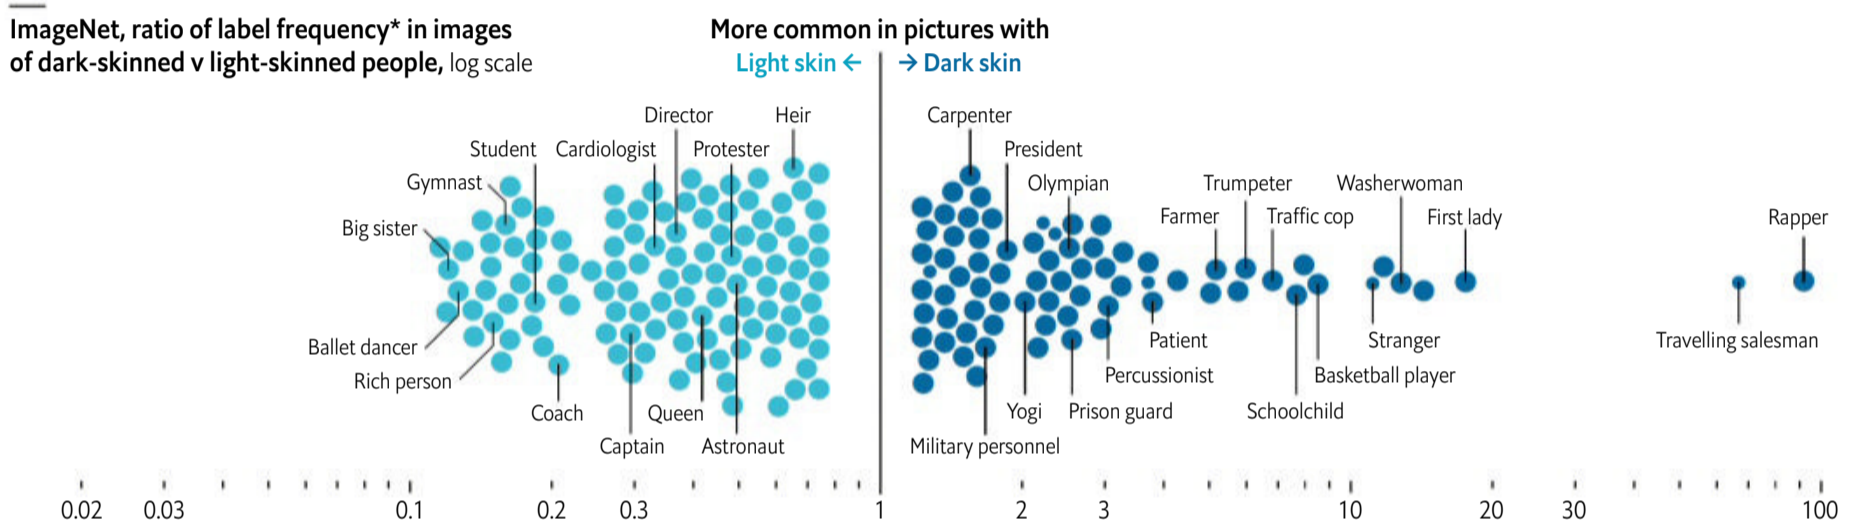 ImageNet, ratio of label frequency* in images
of dark-skinned v light-skinned people, log scale
More common in pictures with
Light skin ←
→ Dark skin
Director
Heir
Student
Cardiologist
Protester
Gymnast
Big sister
Ballet dancer
Rich person
Coach
Queen
Captain
Astronaut
Carpenter
President
Olympian
Trumpeter
Washerwoman
Farmer
Traffic cop
First lady
Rapper
Patient
Stranger
Travelling salesman
Percussionist
Basketball player
Yogi
Prison guard
Schoolchild
Military personnel
0.02
0.03
0.1
0.2
0.3
1
2
3
10
20
30
100